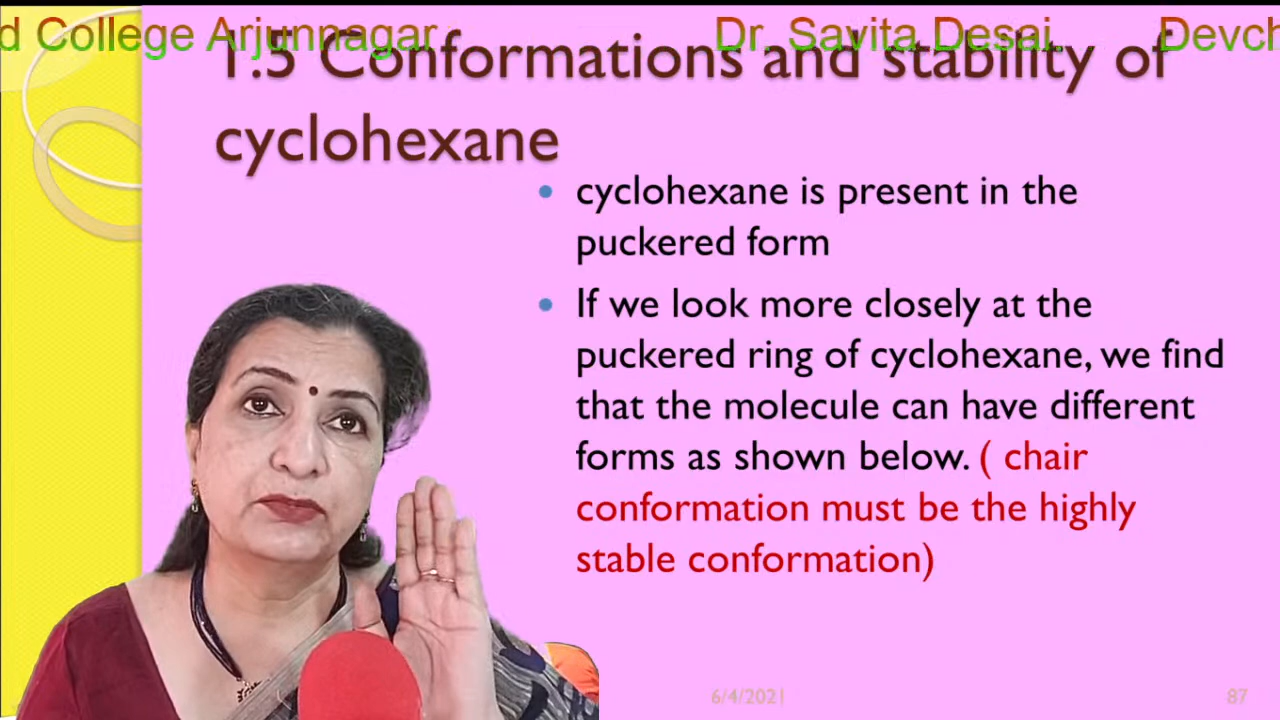 d College Arjunnagar Dr. Savita Desai, Devch
1.5 Conformations and stability of
cyclohexane
• cyclohexane is present in the
puckered form
• If we look more closely at the
puckered ring of cyclohexane, we find
that the molecule can have different
forms as shown below. ( chair
conformation must be the highly
stable conformation)
6/4/2021 87